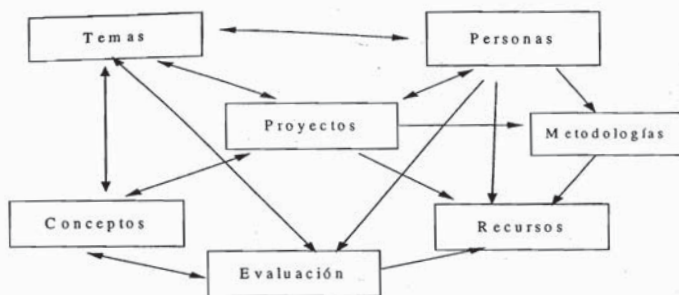 Temas
Personas
Proyectos
Metodologías
Conceptos
Recursos
Evaluación